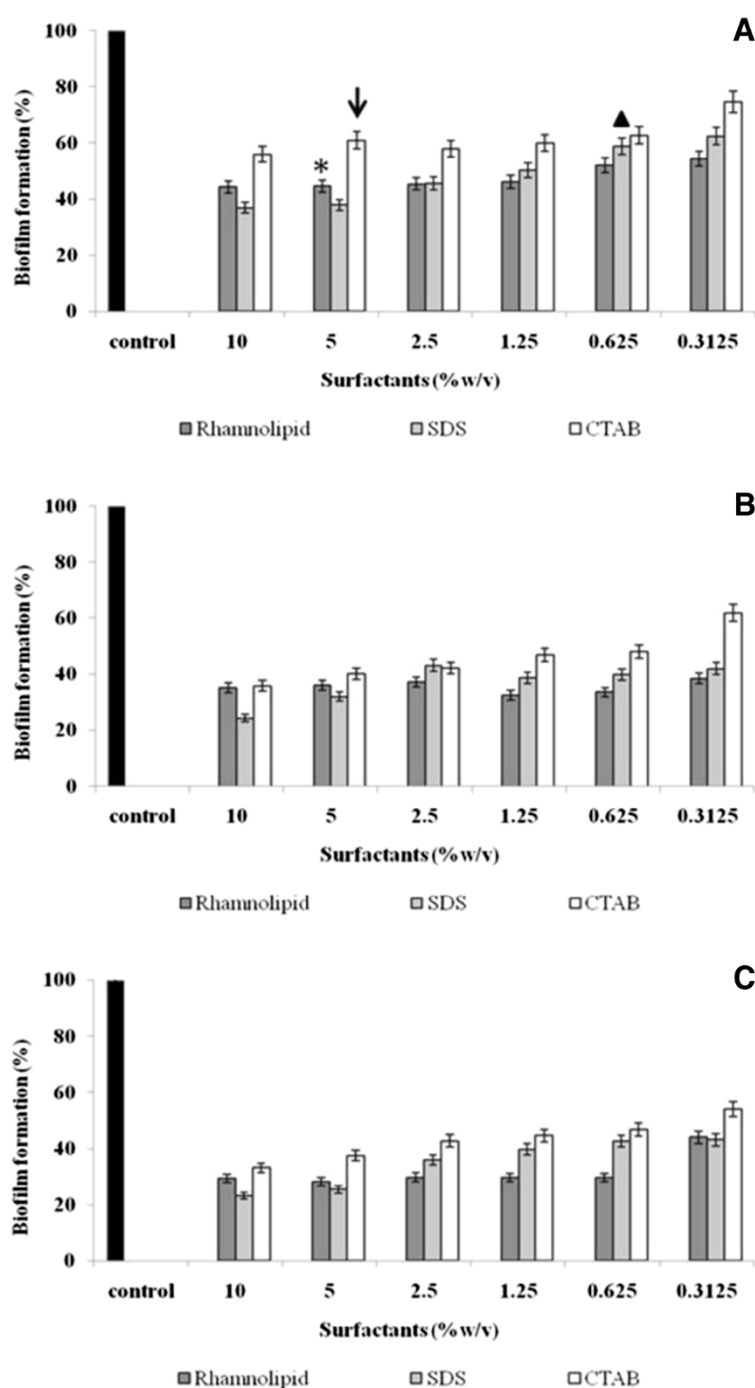 A
100
80
60
40
20
0
Biofilm formation (%)
*
control 10 5 2.5 1.25 0.625 0.3125
Surfactants (% w/v)
Rhamnolipid SDS CTAB
B
100
80
60
40
20
0
Biofilm formation (%)
control 10 5 2.5 1.25 0.625 0.3125
Surfactants (% w/v)
Rhamnolipid SDS CTAB
C
100
80
60
40
20
0
Biofilm formation (%)
control 10 5 2.5 1.25 0.625 0.3125
Surfactants (% w/v)
Rhamnolipid SDS CTAB